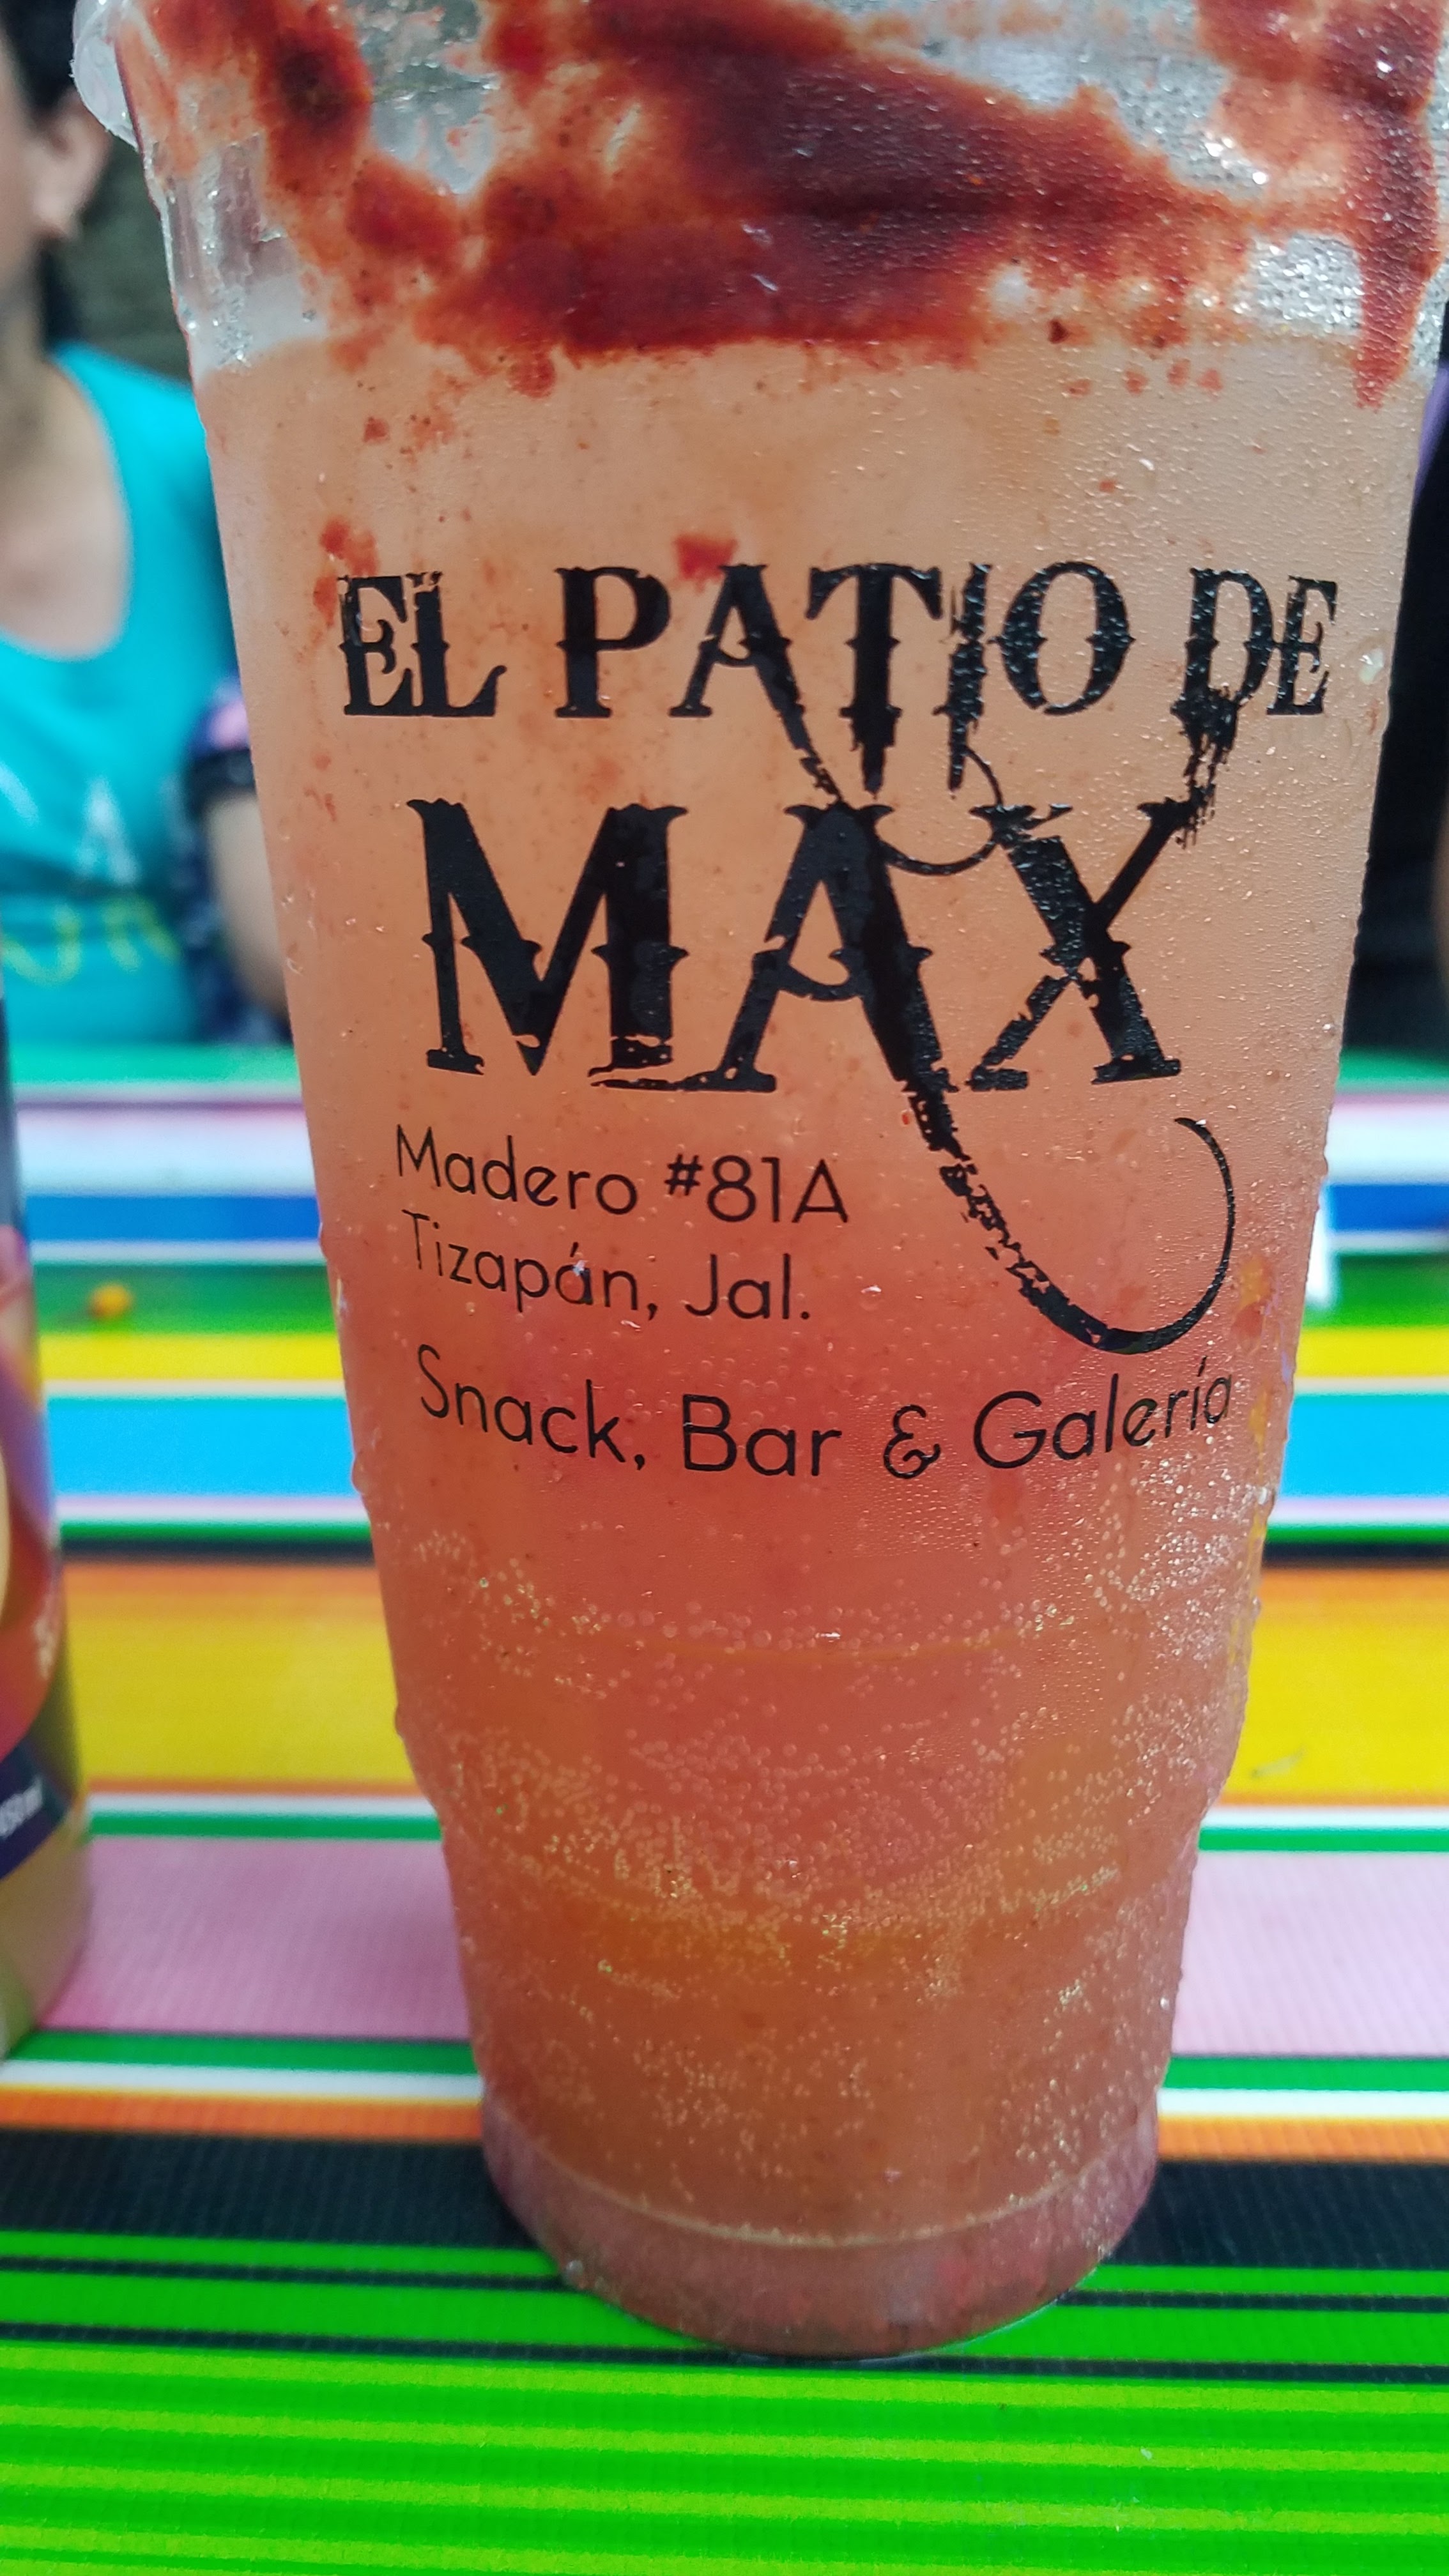 EL PATIO DE
MAX
Madero #81A
Tizapán, Jal.
Snack, Bar & Galería